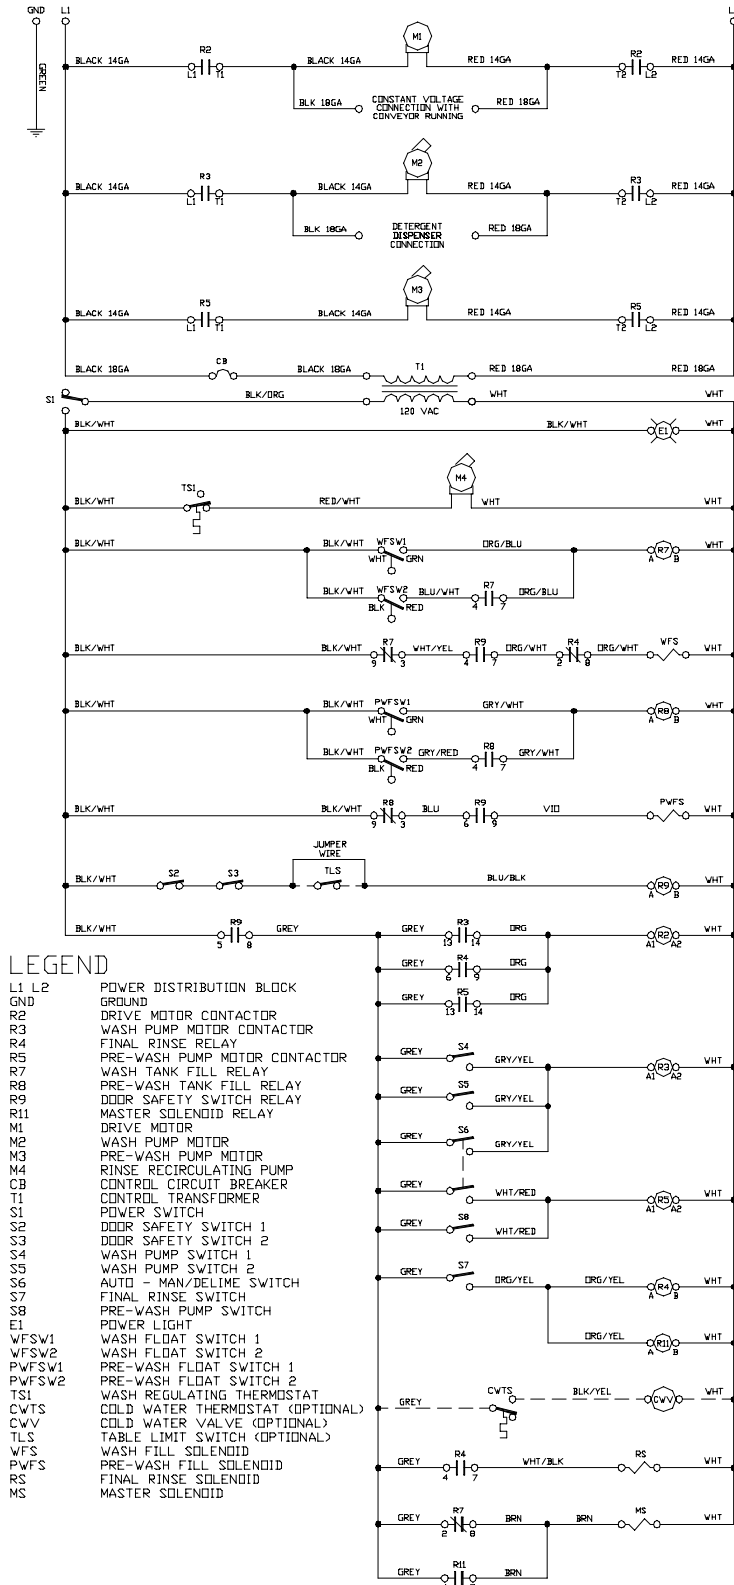 GND L1 L
GREEN
M1
BLACK 14GA R2 BLACK 14GA RED 14GA R2 RED 14GA
L1 T1 T2 L2
BLK 18GA CONSTANT VOLTAGE RED 18GA
CONNECTION WITH
CONVEYOR RUNNING
M2
BLACK 14GA R3 BLACK 14GA RED 14GA R3 RED 14GA
L1 T1 T2 L2
BLK 18GA DETERGENT RED 18GA
DISPENSER
CONNECTION
M3
BLACK 14GA R5 BLACK 14GA RED 14GA R5 RED 14GA
L1 T1 T2 L2
BLACK 18GA CB BLACK 18GA T1 RED 18GA RED 18GA
S1 BLK/ORG WHT WHT
120 VAC
BLK/WHT BLK/WHT E1 WHT
M4
TS1
BLK/WHT RED/WHT WHT WHT
BLK/WHT BLK/WHT WFSW1 ORG/BLU R7 WHT
WHT GRN A B
BLK/WHT WFSW2 BLU/WHT R7 ORG/BLU
BLK RED 4 7
BLK/WHT BLK/WHT R7 WHT/YEL R9 ORG/WHT R4 ORG/WHT WFS WHT
9 3 4 7 2 8
BLK/WHT BLK/WHT PWFSW1 GRY/WHT R8 WHT
WHT GRN A B
BLK/WHT PWFSW2 GRY/RED R8 GRY/WHT
BLK RED 4 7
BLK/WHT BLK/WHT R8 BLU R9 VIO PWFS WHT
9 3 6 9
JUMPER
WIRE
BLK/WHT S2 S3 TLS BLU/BLK R9 WHT
A B
BLK/WHT R9 GREY GREY R3 ORG R2 WHT
5 8 13 14 A1 A2
GREY R4 ORG
6 9
GREY R5 ORG
13 14
GREY S4 GRY/YEL R3 WHT
A1 A2
GREY S5 GRY/YEL
GREY S6 GRY/YEL
GREY WHT/RED R5 WHT
A1 A2
GREY S8 WHT/RED
GREY S7 ORG/YEL ORG/YEL R4 WHT
A B
ORG/YEL R11 WHT
A B
GREY CWTS BLK/YEL CWV WHT
GREY R4 WHT/BLK RS WHT
4 7
GREY R7 BRN BRN MS WHT
2 8
GREY R11 BRN
LEGEND
L1 L2 POWER DISTRIBUTION BLOCK
GND GROUND
R2 DRIVE MOTOR CONTACTOR
R3 WASH PUMP MOTOR CONTACTOR
R4 FINAL RINSE RELAY
R5 PRE-WASH PUMP MOTOR CONTACTOR
R7 WASH TANK FILL RELAY
R8 PRE-WASH TANK FILL RELAY
R9 DOOR SAFETY SWITCH RELAY
R11 MASTER SOLENOID RELAY
M1 DRIVE MOTOR
M2 WASH PUMP MOTOR
M3 PRE-WASH PUMP MOTOR
M4 RINSE RECIRCULATING PUMP
CB CONTROL CIRCUIT BREAKER
T1 CONTROL TRANSFORMER
S1 POWER SWITCH
S2 DOOR SAFETY SWITCH 1
S3 DOOR SAFETY SWITCH 2
S4 WASH PUMP SWITCH 1
S5 WASH PUMP SWITCH 2
S6 AUTO - MAN/DELIME SWITCH
S7 FINAL RINSE SWITCH
S8 PRE-WASH PUMP SWITCH
E1 POWER LIGHT
WFSW1 WASH FLOAT SWITCH 1
WFSW2 WASH FLOAT SWITCH 2
PWFSW1 PRE-WASH FLOAT SWITCH 1
PWFSW2 PRE-WASH FLOAT SWITCH 2
TS1 WASH REGULATING THERMOSTAT
CWTS COLD WATER THERMOSTAT (OPTIONAL)
CWV COLD WATER VALVE (OPTIONAL)
TLS TABLE LIMIT SWITCH (OPTIONAL)
WFS WASH FILL SOLENOID
PWFS PRE-WASH FILL SOLENOID
RS FINAL RINSE SOLENOID
MS MASTER SOLENOID